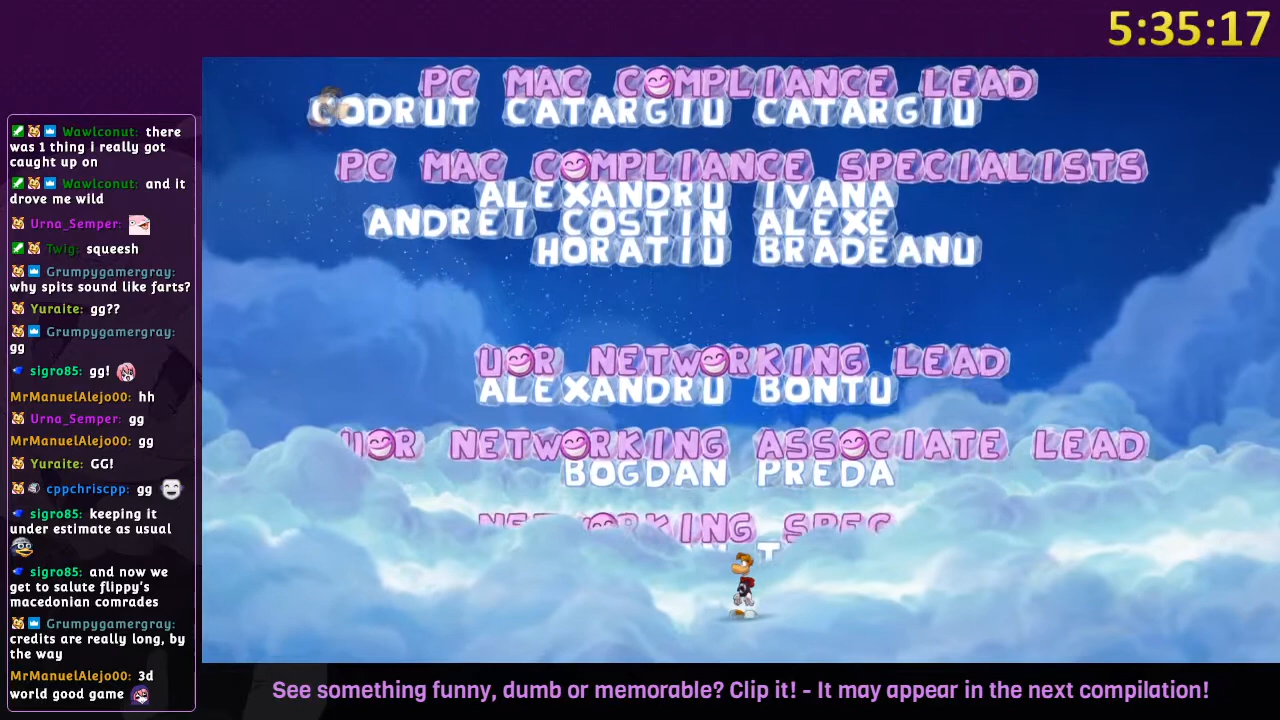 5:35:17
Wawlconut: there
was 1 thing i really got
caught up on
Wawlconut: and it
drove me wild
Urna_Semper:
Twig: squeesh
Grumpygamergray:
why spits sound like farts?
Yuraite: gg??
Grumpygamergray:
gg
sigro85: gg!
MrManuelAlejo00: hh
Urna_Semper: gg
MrManuelAlejo00: gg
Yuraite: GG!
cppchriscpp: gg
sigro85: keeping it
under estimate as usual
sigro85: and now we
get to salute flippy's
macedonian comrades
Grumpygamergray:
credits are really long, by
the way
MrManuelAlejo00: 3d
world good game
PC MAC COMPLIANCE LEAD
CODRUT CATARGIU CATARGIU
PC MAC COMPLIANCE SPECIALISTS
ALEXANDRU IVANA
ANDREI COSTIN ALEXE
HORATIU BRADEANU
UOR NETWORKING LEAD
ALEXANDRU BONTU
UOR NETWORKING ASSOCIATE LEAD
BOGDAN PREDA
NETWORKING SPEC
See something funny, dumb or memorable? Clip it! - It may appear in the next compilation!